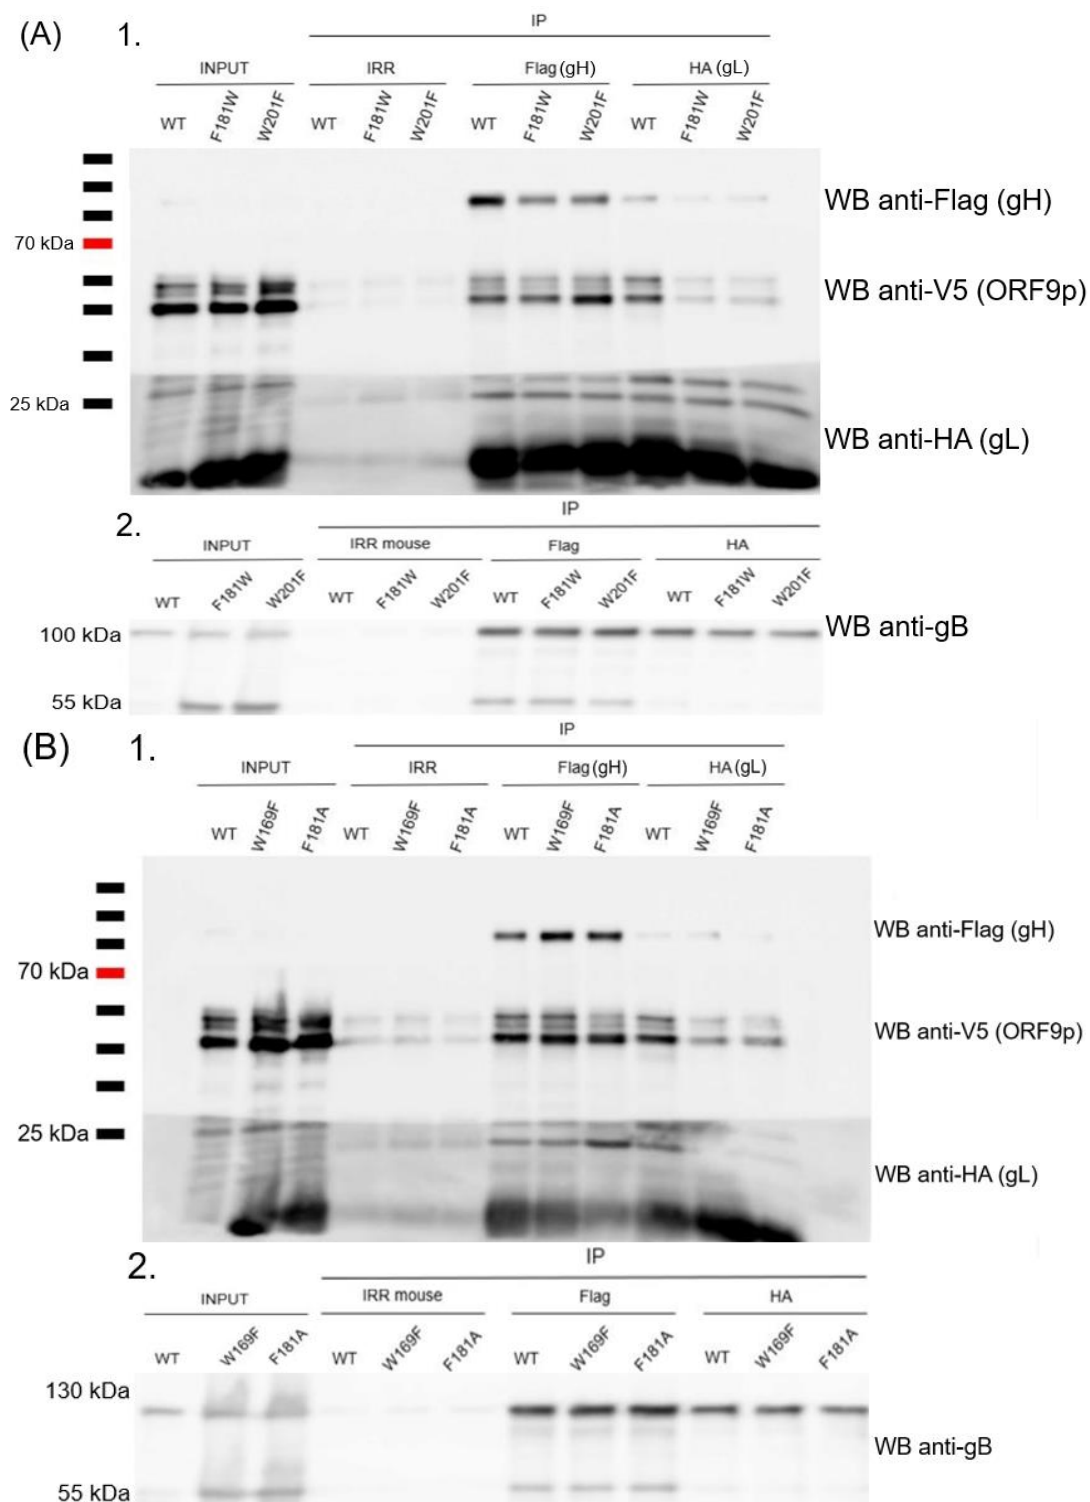 (A) 1. IP
INPUT IRR Flag (gH) HA (gL)
WT F181W W201F WT F181W W201F WT F181W W201F WT F181W W201F
WB anti-Flag (gH)
70 kDa
WB anti-V5 (ORF9p)
25 kDa
WB anti-HA (gL)
2. IP
INPUT IRR mouse Flag HA
WT F181W W201F WT F181W W201F WT F181W W201F WT F181W W201F
100 kDa WB anti-gB
55 kDa
(B) 1. IP
INPUT IRR Flag (gH) HA (gL)
WT W169F F181A WT W169F F181A WT W169F F181A WT W169F F181A
WB anti-Flag (gH)
70 kDa
WB anti-V5 (ORF9p)
25 kDa
WB anti-HA (gL)
2. IP
INPUT IRR mouse Flag HA
WT W169F F181A WT W169F F181A WT W169F F181A WT W169F F181A
130 kDa
WB anti-gB
55 kDa